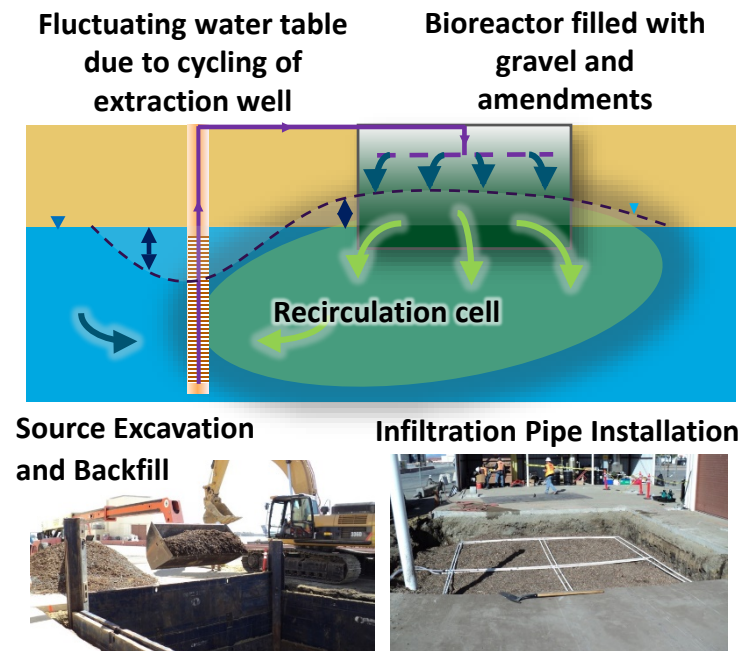 Fluctuating water table
due to cycling of
extraction well
Bioreactor filled with
gravel and
amendments
Recirculation cell
Source Excavation
and Backfill
Infiltration Pipe Installation